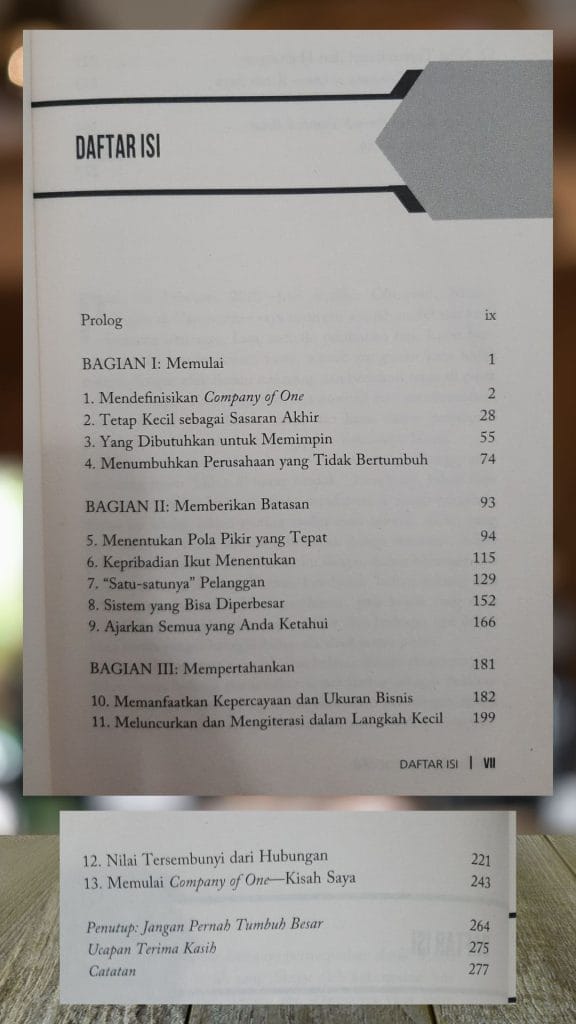 DAFTAR ISI
Prolog ix
BAGIAN I: Memulai 1
1. Mendefinisikan Company of One 2
2. Tetap Kecil sebagai Sasaran Akhir 28
3. Yang Dibutuhkan untuk Memimpin 55
4. Menumbuhkan Perusahaan yang Tidak Bertumbuh 74
BAGIAN II: Memberikan Batasan 93
5. Menentukan Pola Pikir yang Tepat 94
6. Kepribadian Ikut Menentukan 115
7. “Satu-satunya” Pelanggan 129
8. Sistem yang Bisa Diperbesar 152
9. Ajarkan Semua yang Anda Ketahui 166
BAGIAN III: Mempertahankan 181
10. Memanfaatkan Kepercayaan dan Ukuran Bisnis 182
11. Meluncurkan dan Mengiterasi dalam Langkah Kecil 199
DAFTAR ISI | VII
12. Nilai Tersembunyi dari Hubungan 221
13. Memulai Company of One—Kisah Saya 243
Penutup: Jangan Pernah Tumbuh Besar 264
Ucapan Terima Kasih 275
Catatan 277